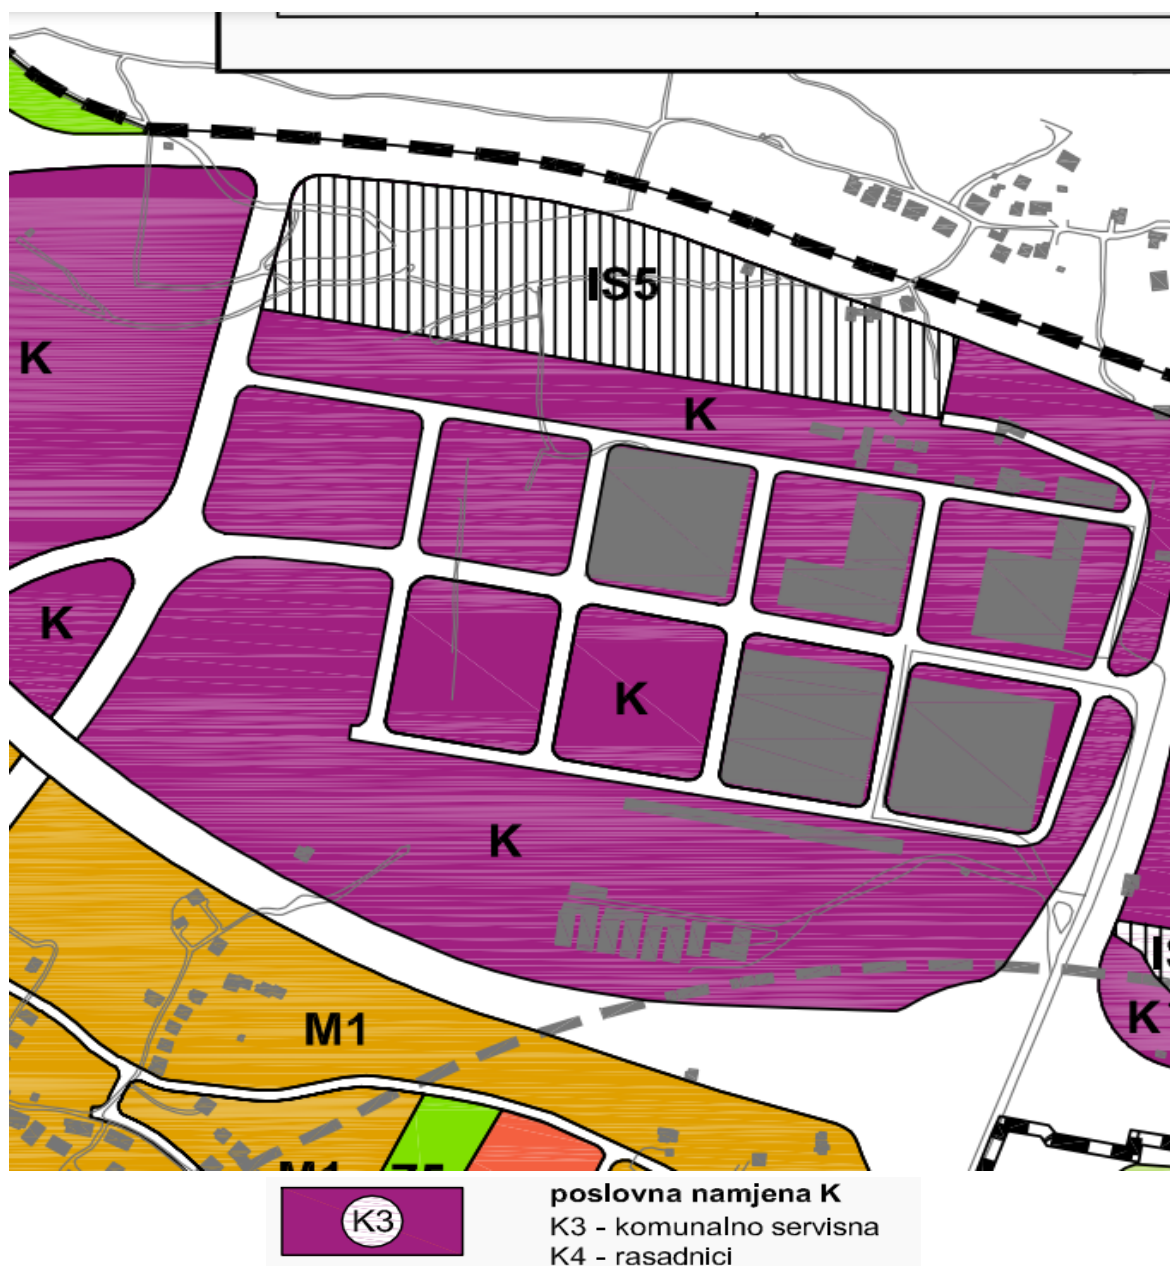 IS5
K
K
K
K
K
M1
K
poslovna namjena K
K3
K3 - komunalno servisna
K4 - rasadnici